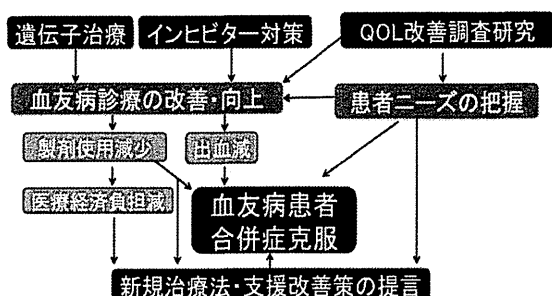 遺伝子治療
インヒビター対策
QOL改善調査研究
血友病診療の改善・向上
患者ニーズの把握
製剤使用減少
出血減
医療経済負担減
血友病患者
合併症克服
新規治療法・支援改善策の提言